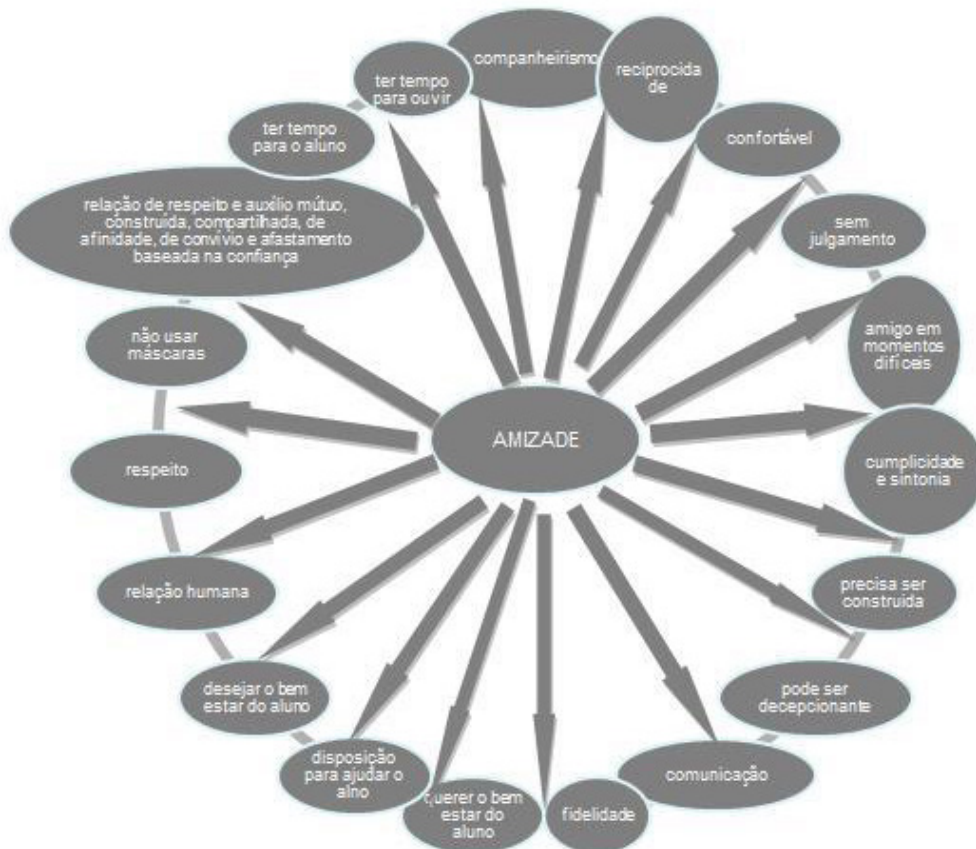 companheirismo
reciprocida
de
confortável
sem
julgamento
amigo em
momentos
difíceis
cumplicidade
e sintonia
precisa ser
construida
pode ser
decepcionante
comunicação
fidelidade
querer o bem
estar do
aluno
disposição
para ajudar o
alno
desejar o bem
estar do aluno
relação humana
respeito
não usar
máscaras
relação de respeito e auxílio mútuo,
construída, compartilhada, de
afinidade, de convívio e afastamento
baseada na confiança
ter tempo
para o aluno
ter tempo
para ouvir
AMIZADE